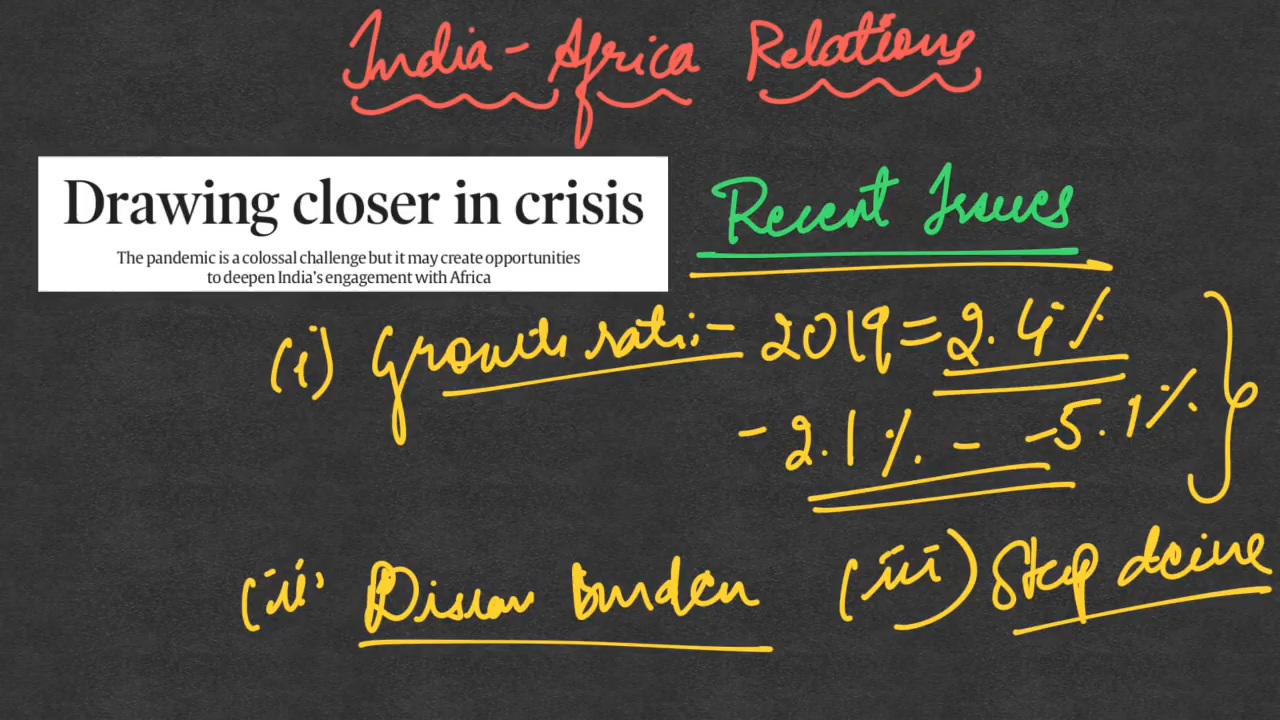 India-Africa Relations
Drawing closer in crisis
The pandemic is a colossal challenge but it may create opportunities
to deepen India's engagement with Africa
Recent Issues
(i) Growth rate:- 2019 = 2.4%
-2.1% - -5.1%
(ii) Disease burden (iii) Steep